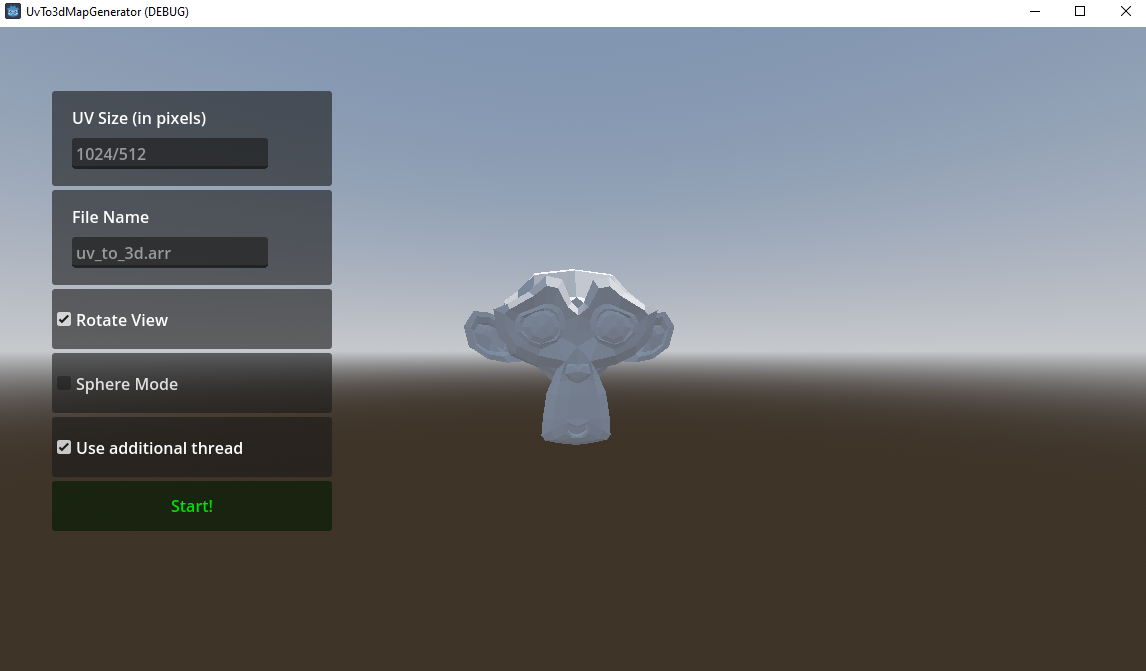 UvTo3dMapGenerator (DEBUG)
UV Size (in pixels)
1024/512
File Name
uv_to_3d.arr
Rotate View
Sphere Mode
Use additional thread
Start!